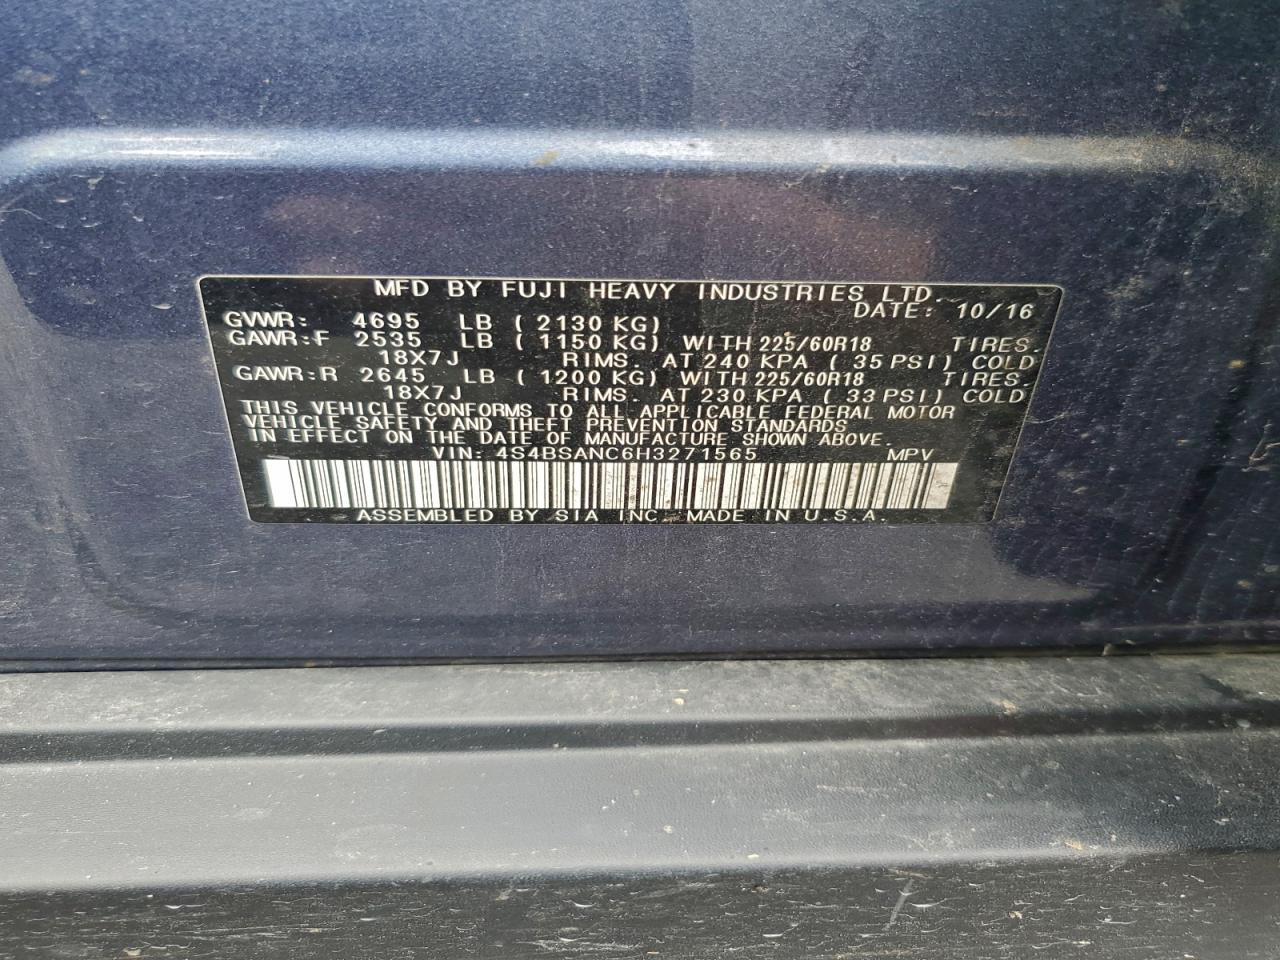 MFD BY FUJI HEAVY INDUSTRIES LTD.
DATE: 10/16
GVWR: 4695 LB ( 2130 KG)
GAWR:F 2535 LB ( 1150 KG) WITH 225/60R18 TIRES.
18X7J RIMS. AT 240 KPA ( 35 PSI) COLD
GAWR:R 2645 LB ( 1200 KG) WITH 225/60R18 TIRES.
18X7J RIMS. AT 230 KPA ( 33 PSI) COLD
THIS VEHICLE CONFORMS TO ALL APPLICABLE FEDERAL MOTOR
VEHICLE SAFETY AND THEFT PREVENTION STANDARDS
IN EFFECT ON THE DATE OF MANUFACTURE SHOWN ABOVE.
VIN: 4S4BSANC6H3271565 MPV
ASSEMBLED BY SIA INC. MADE IN U.S.A.